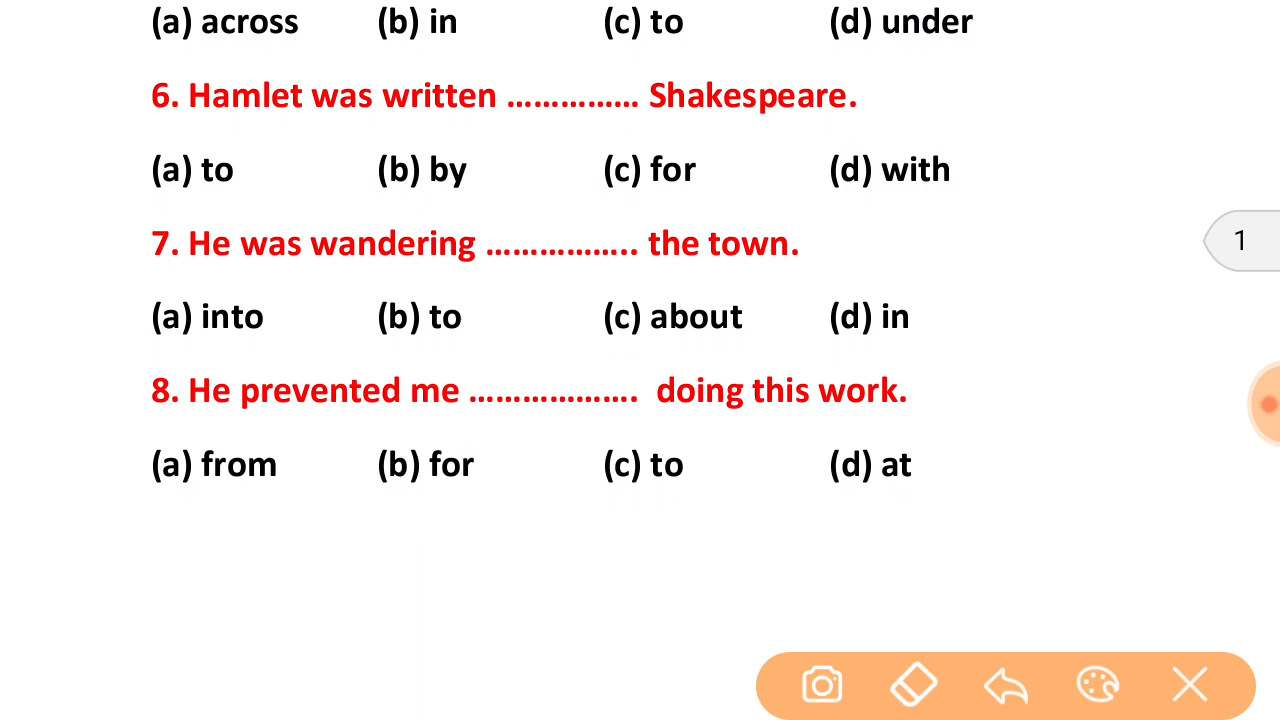 (a) across (b) in (c) to (d) under
6. Hamlet was written …………… Shakespeare.
(a) to (b) by (c) for (d) with
7. He was wandering …………….. the town.
1
(a) into (b) to (c) about (d) in
8. He prevented me ………………. doing this work.
(a) from (b) for (c) to (d) at